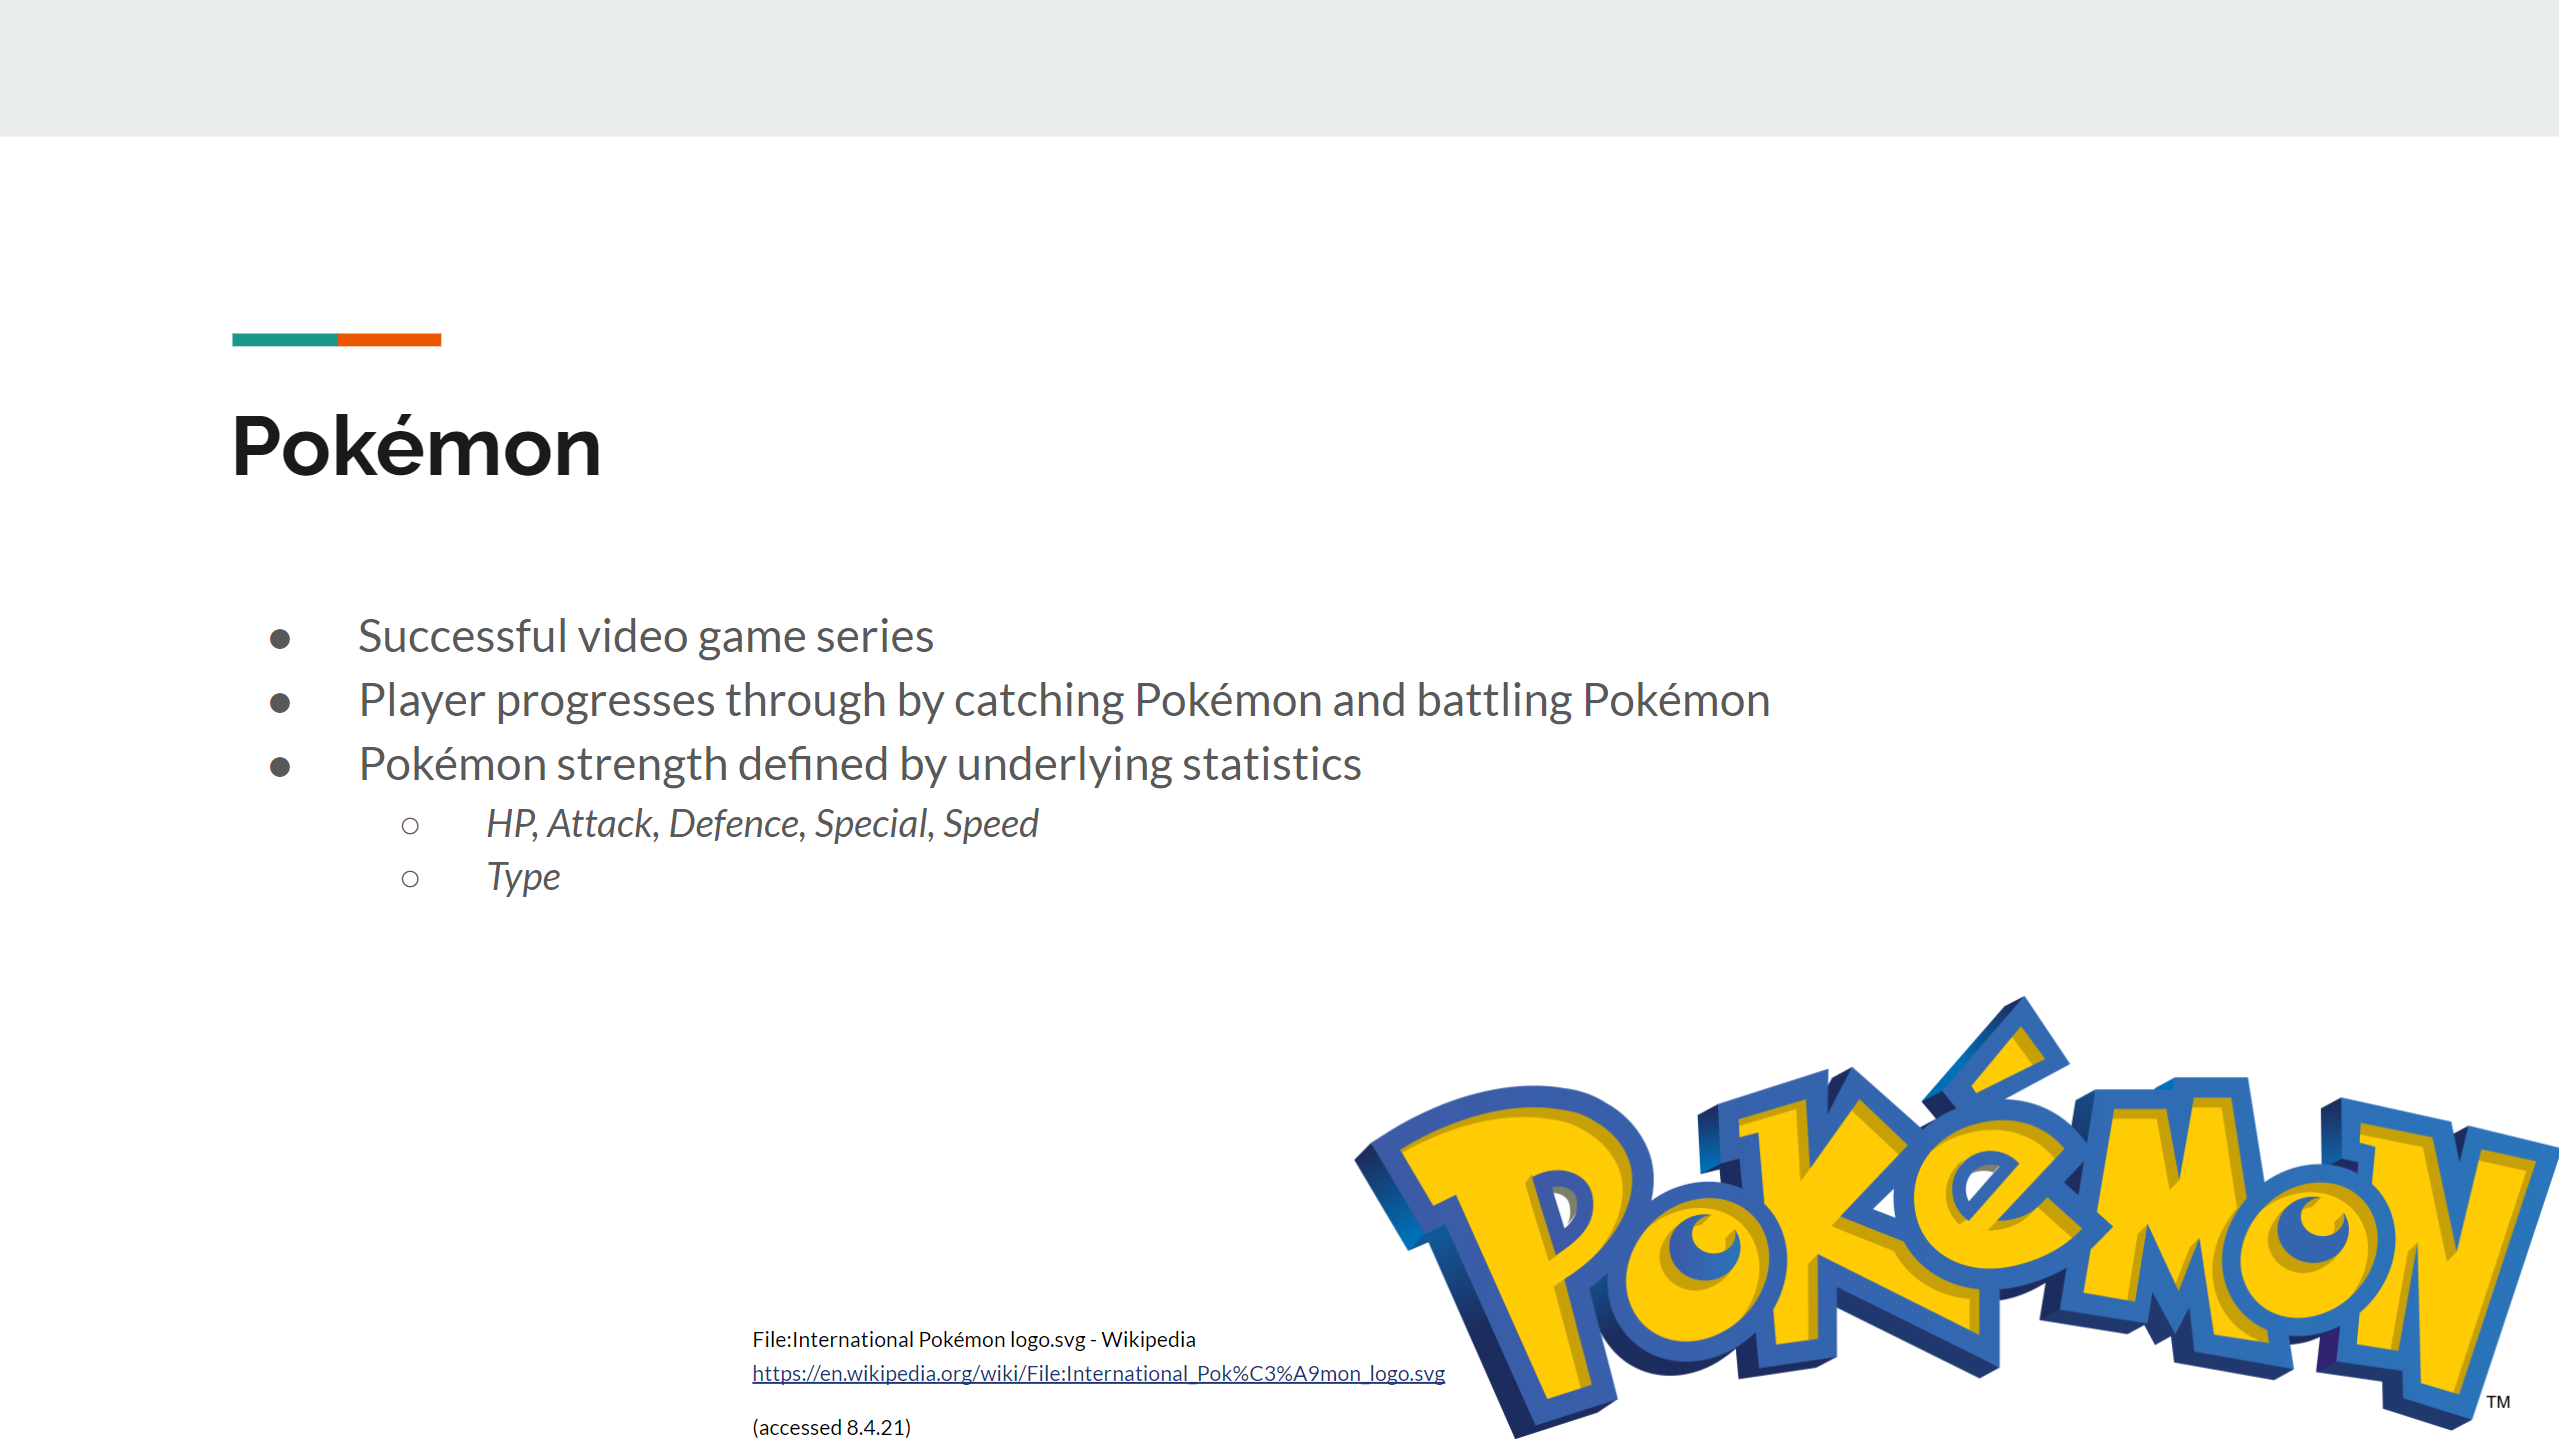 Pokémon
● Successful video game series
● Player progresses through by catching Pokémon and battling Pokémon
● Pokémon strength defined by underlying statistics
○ HP, Attack, Defence, Special, Speed
○ Type
POKéMON
TM
File:International Pokémon logo.svg - Wikipedia
https://en.wikipedia.org/wiki/File:International_Pok%C3%A9mon_logo.svg
(accessed 8.4.21)